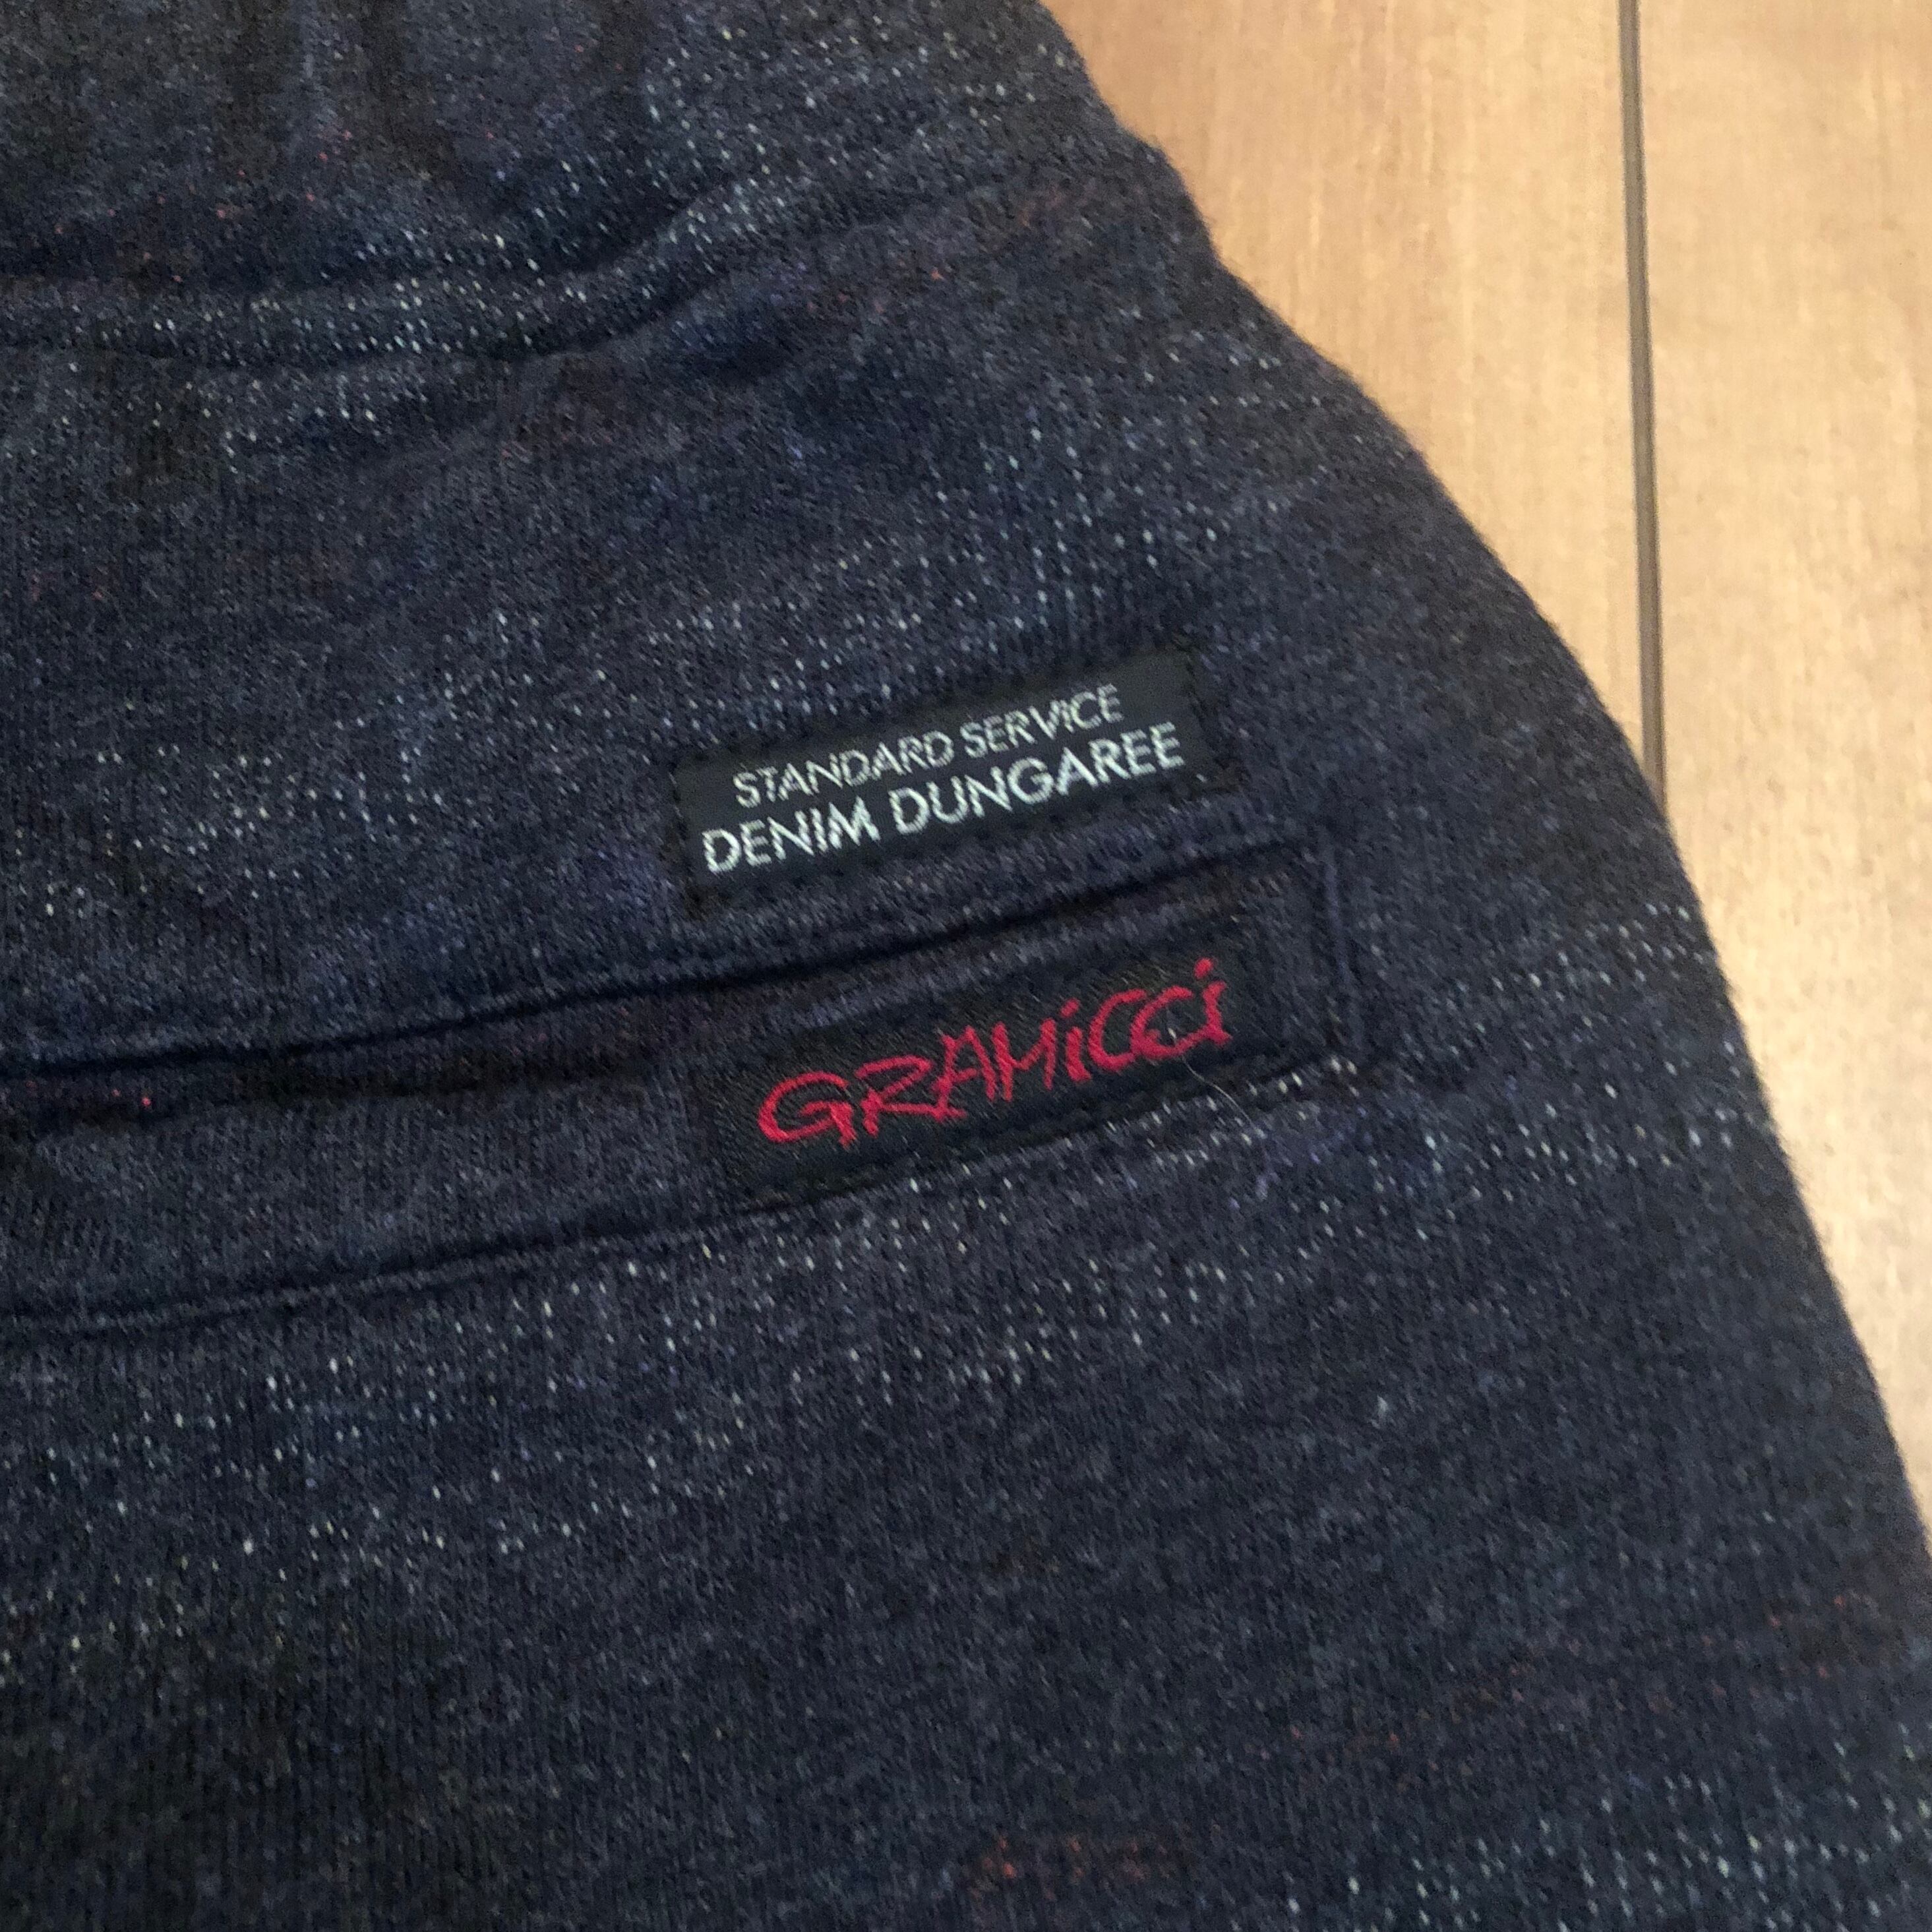 STANDARD SERVICE
DENIM DUNGAREE
GRAMiCCi